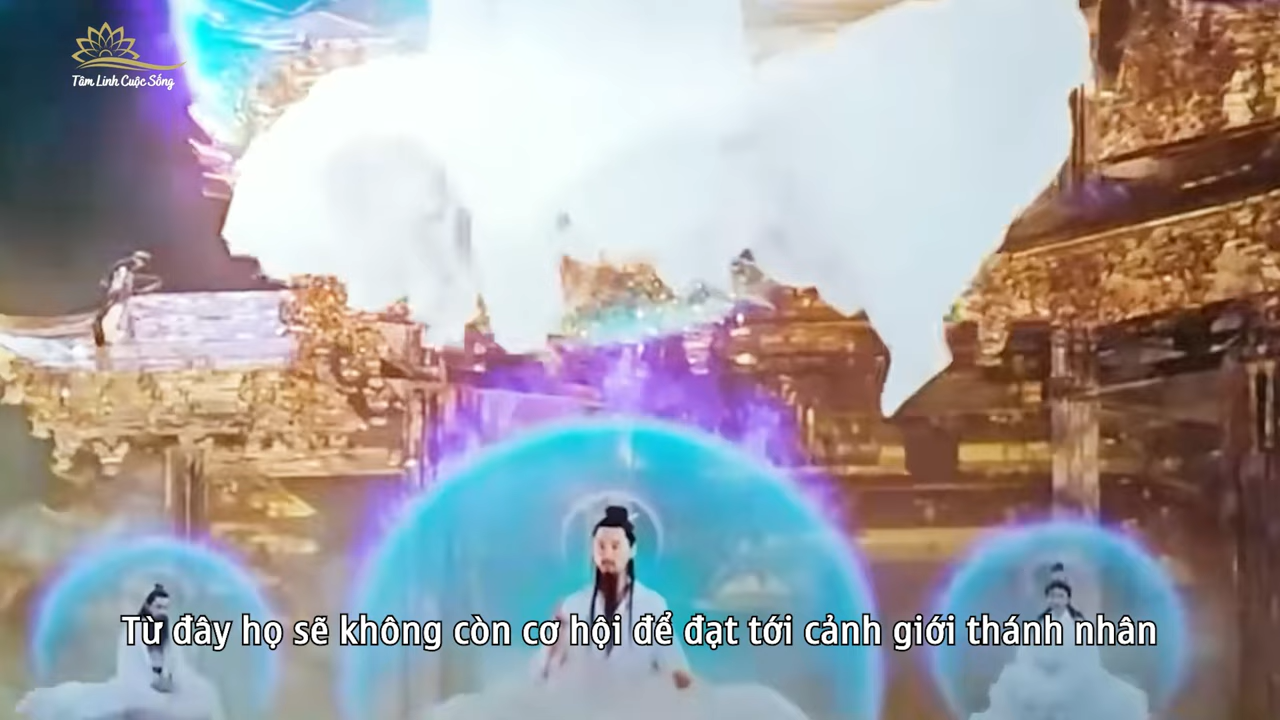 Tâm Linh Cuộc Sống
Từ đây họ sẽ không còn cơ hội để đạt tới cảnh giới thánh nhân